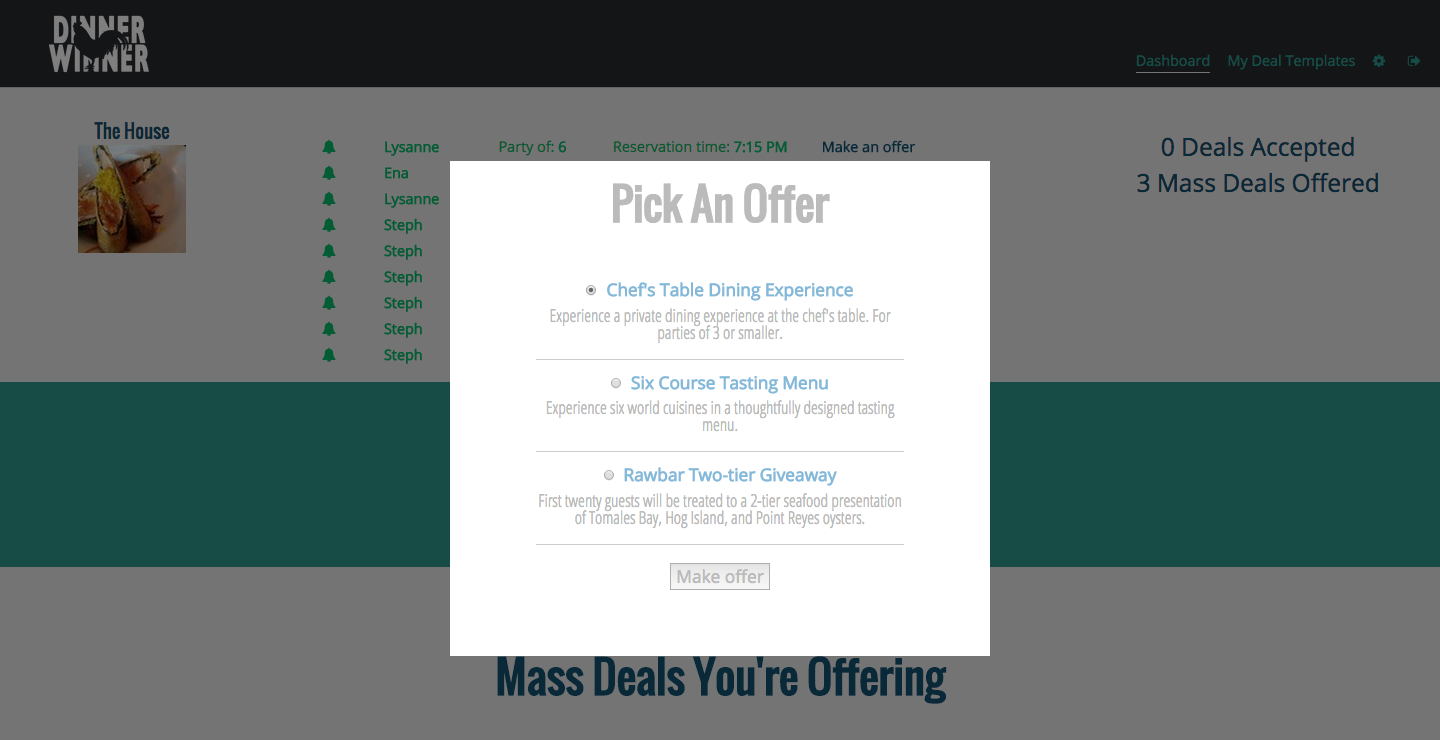 DINNER
WINNER
Dashboard My Deal Templates
The House
Lysanne Party of: 6 Reservation time: 7:15 PM Make an offer
Ena
Lysanne
Steph
Steph
Steph
Steph
Steph
Steph
0 Deals Accepted
3 Mass Deals Offered
Pick An Offer
Chef's Table Dining Experience
Experience a private dining experience at the chef's table. For
parties of 3 or smaller.
Six Course Tasting Menu
Experience six world cuisines in a thoughtfully designed tasting
menu.
Rawbar Two-tier Giveaway
First twenty guests will be treated to a 2-tier seafood presentation
of Tomales Bay, Hog Island, and Point Reyes oysters.
Make offer
Mass Deals You're Offering